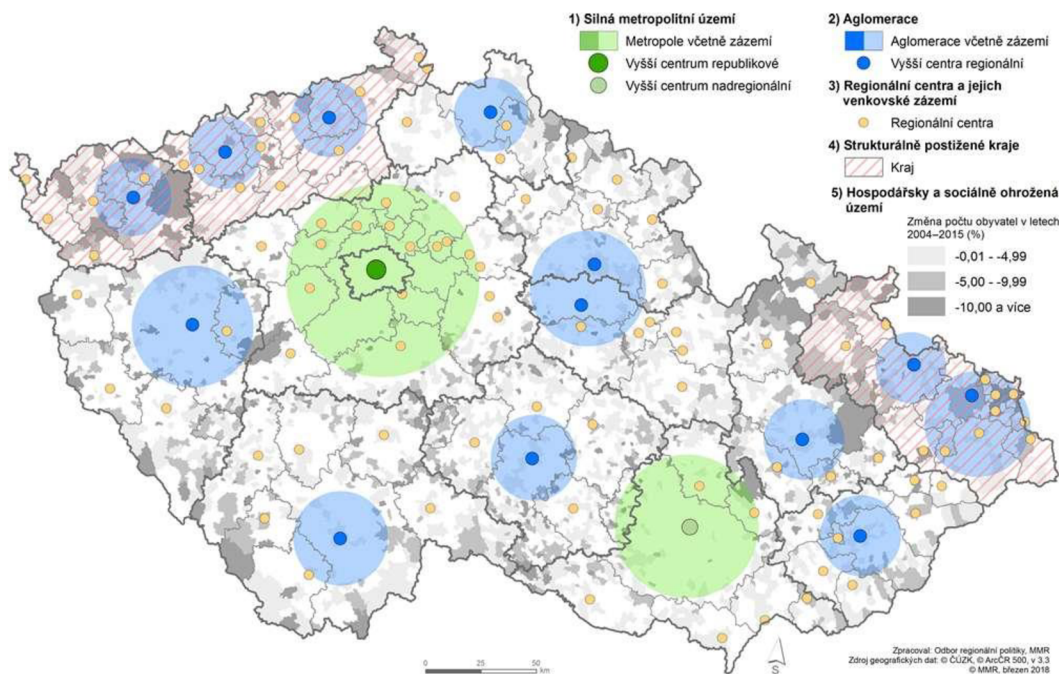 1) Silná metropolitní území
Metropole včetně zázemí
Vyšší centrum republikové
Vyšší centrum nadregionální
2) Aglomerace
Aglomerace včetně zázemí
Vyšší centra regionální
3) Regionální centra a jejich
venkovské zázemí
Regionální centra
4) Strukturálně postižené kraje
Kraj
5) Hospodářsky a sociálně ohrožená
území
Změna počtu obyvatel v letech
2004–2015 (%)
-0,01 - -4,99
-5,00 - -9,99
-10,00 a více
0 25 50
km
S
Zpracoval: Odbor regionální politiky, MMR
Zdroj geografických dat: © ČÚZK, © ArcČR 500, v 3.3
© MMR, březen 2018